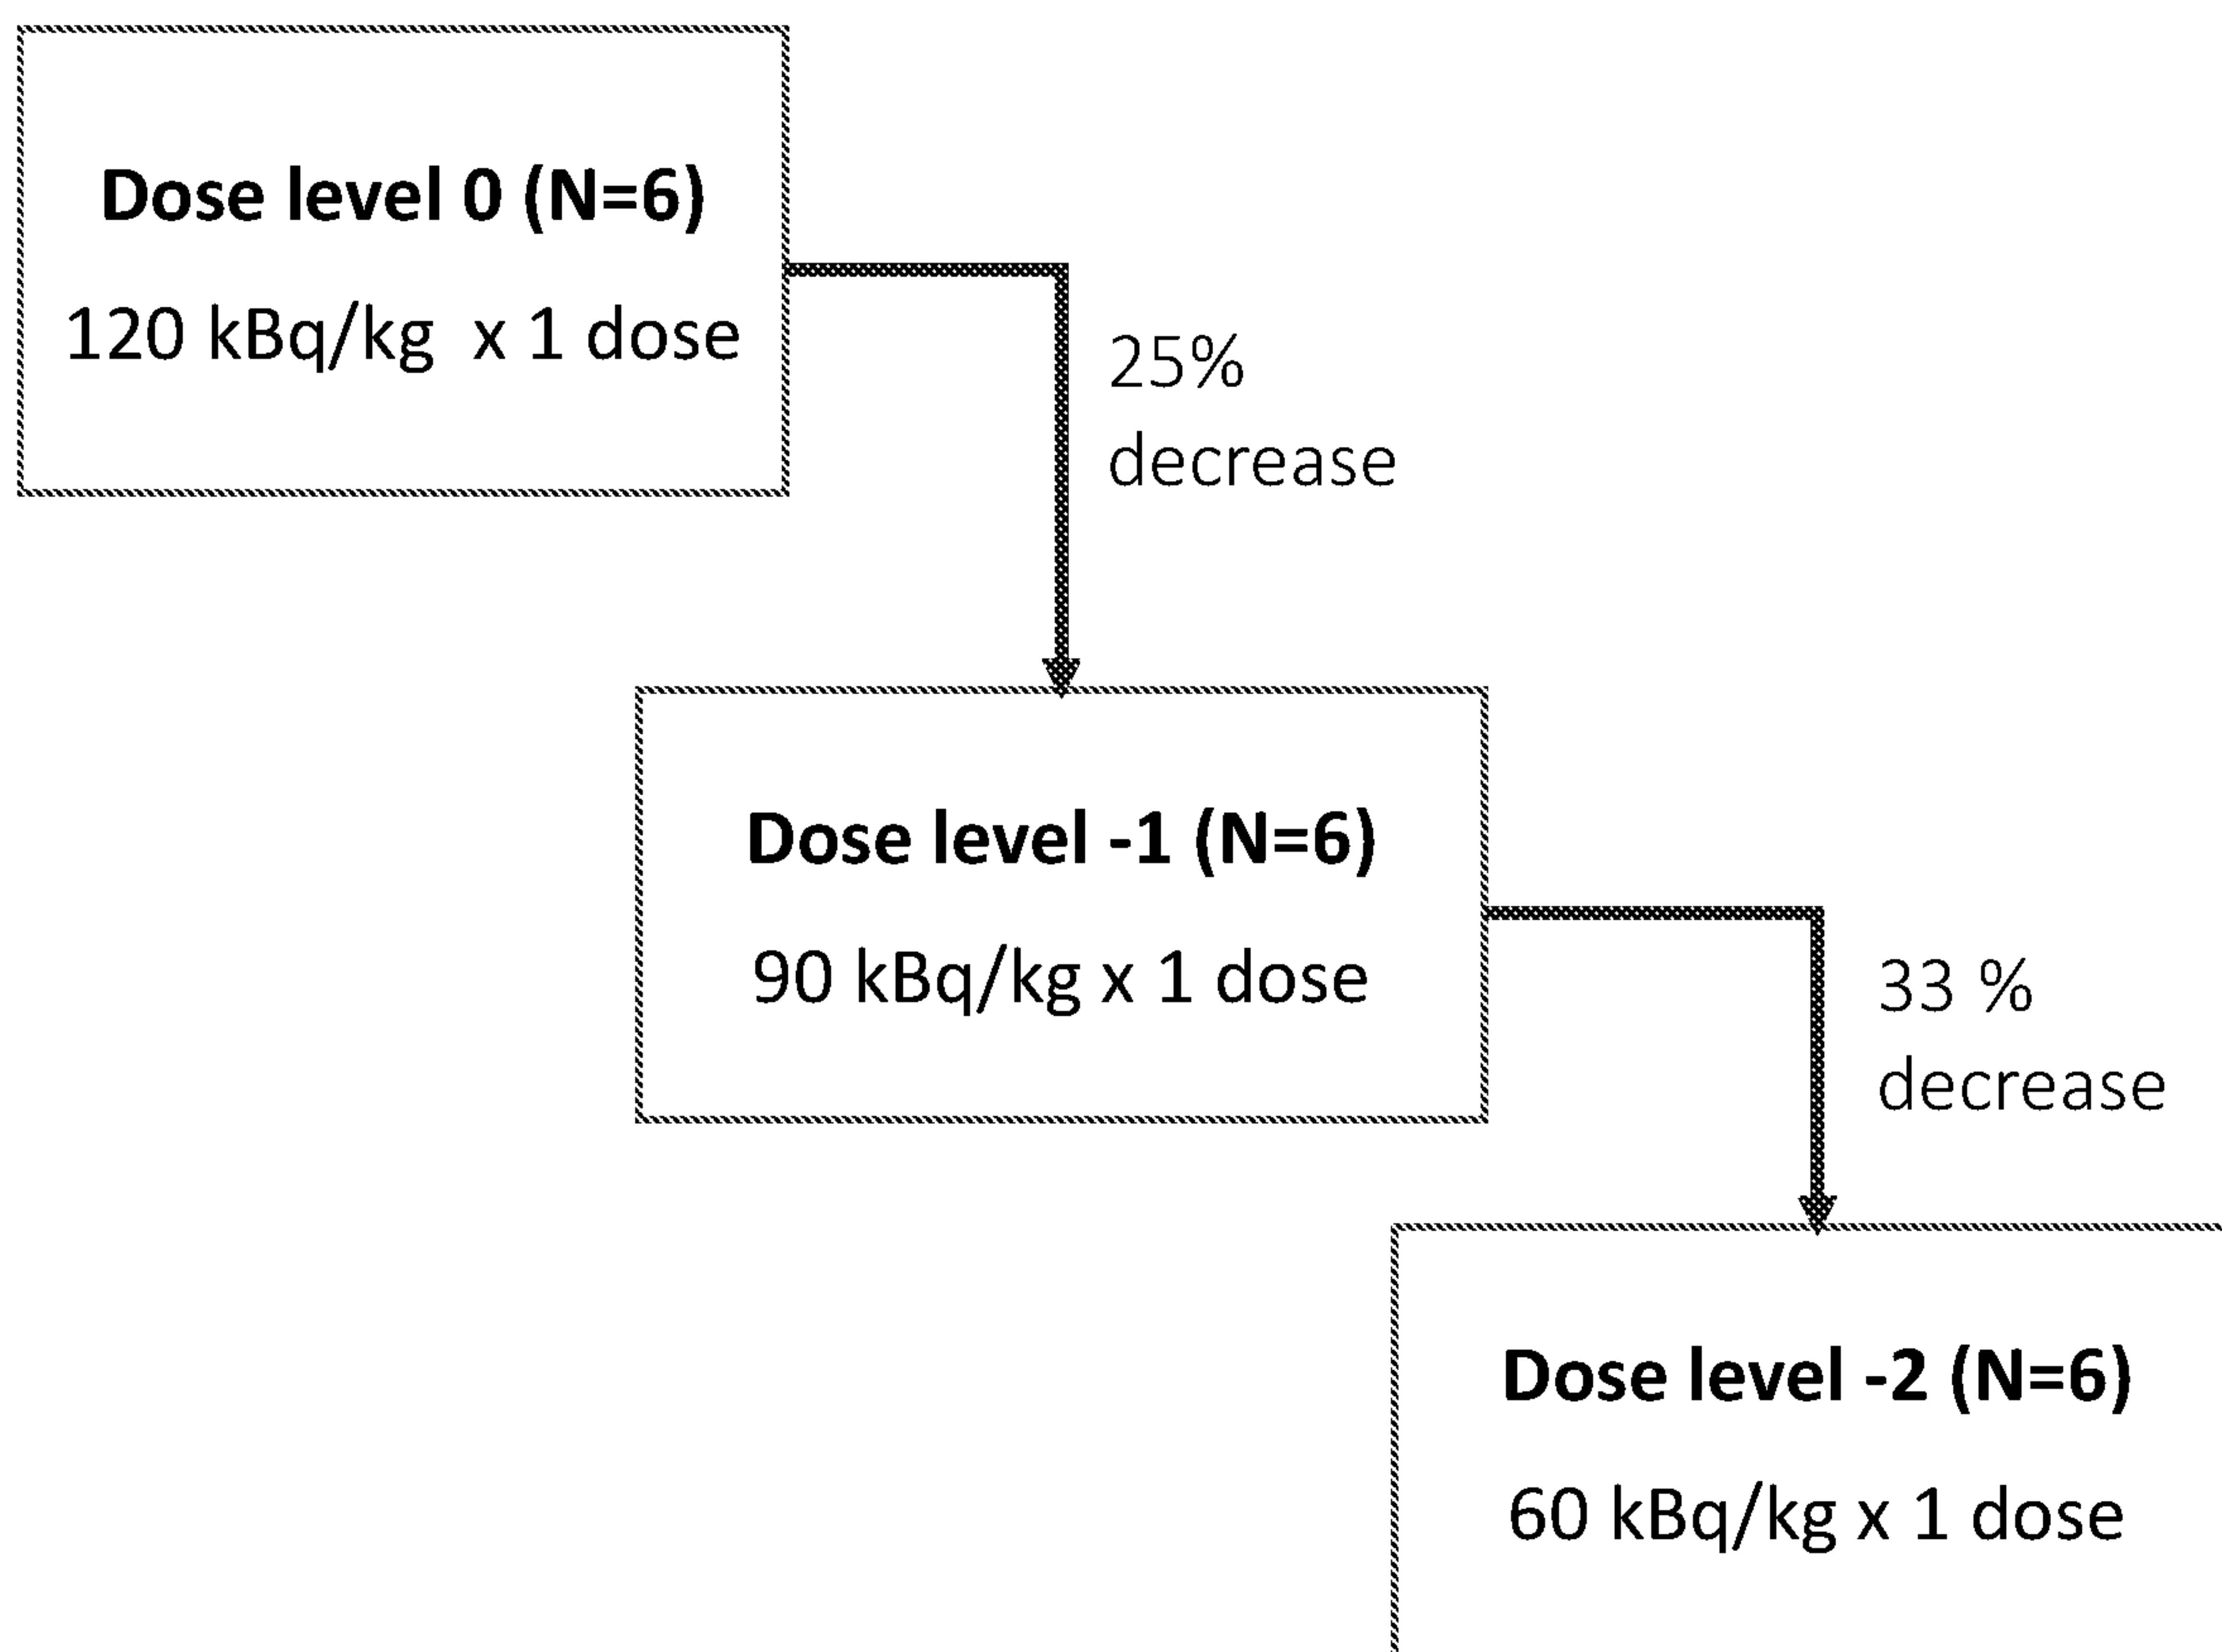 Dose level 0 (N=6)
120 kBq/kg x 1 dose
25%
decrease
Dose level -1 (N=6)
90 kBq/kg x 1 dose
33 %
decrease
Dose level -2 (N=6)
60 kBq/kg x 1 dose